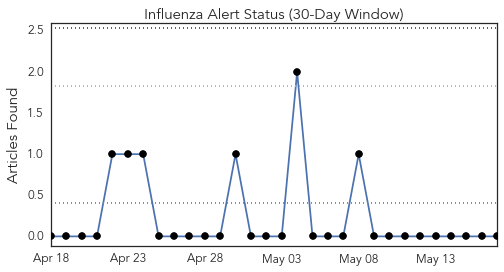 Influenza Alert Status (30-Day Window)
Articles Found
2.5
2.0
1.5
1.0
0.5
0.0
Apr 18 Apr 23 Apr 28 May 03 May 08 May 13